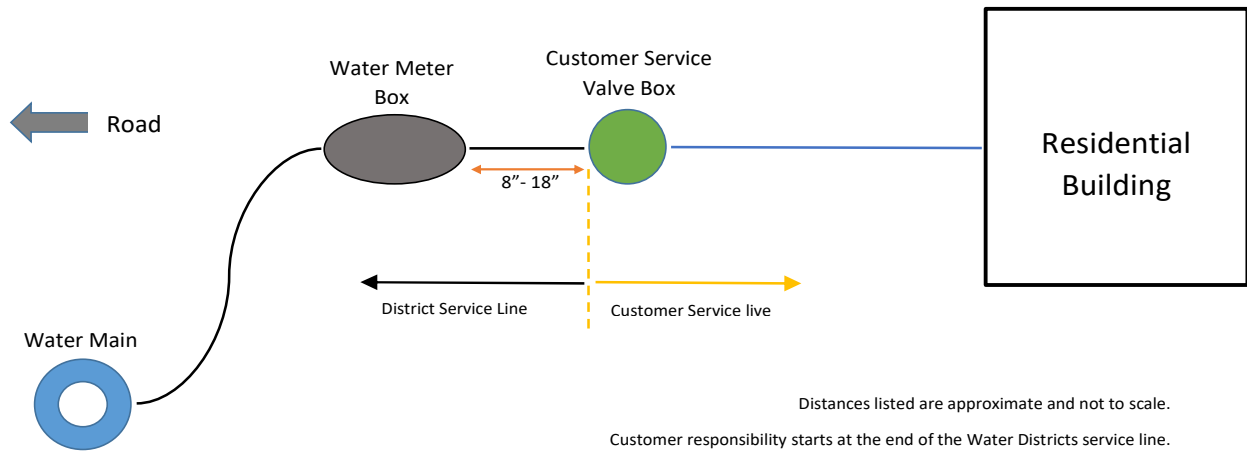 Customer Service
Valve Box
Water Meter
Box
Road
Residential
Building
8”- 18”
District Service Line
Customer Service live
Water Main
Distances listed are approximate and not to scale.
Customer responsibility starts at the end of the Water Districts service line.